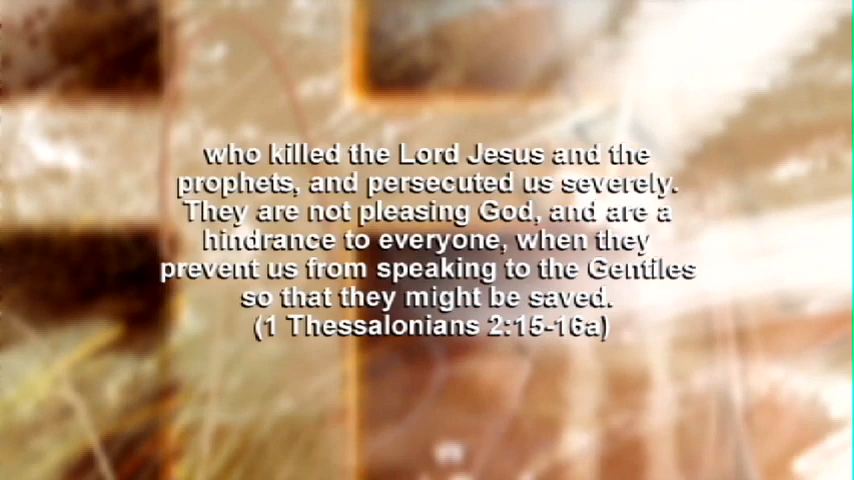 who killed the Lord Jesus and the
prophets, and persecuted us severely.
They are not pleasing God, and are a
hindrance to everyone, when they
prevent us from speaking to the Gentiles
so that they might be saved.
(1 Thessalonians 2:15-16a)